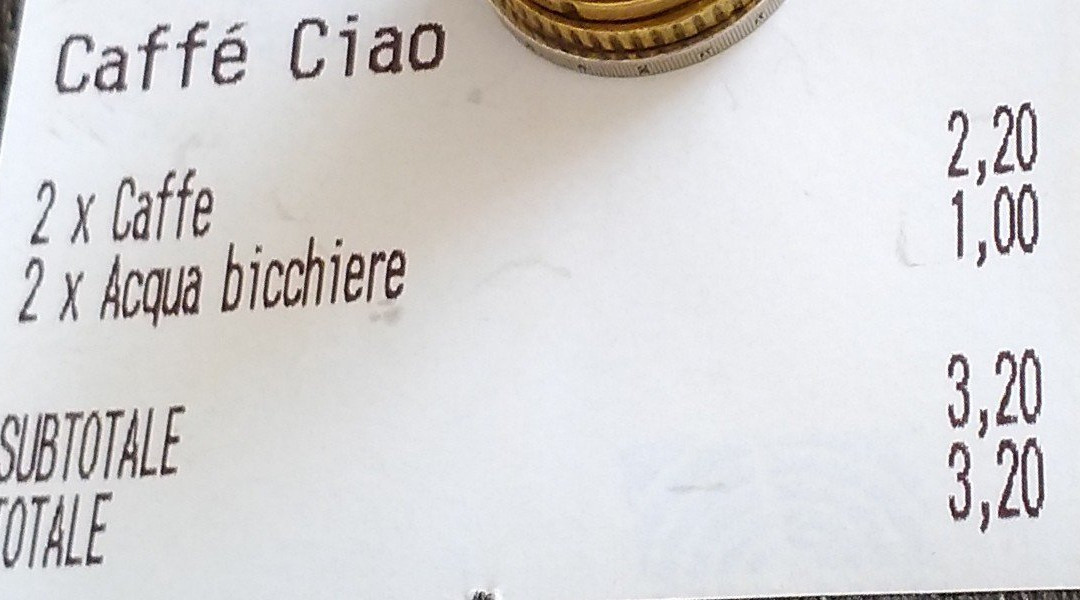 Caffé Ciao
2 x Caffe 2,20
2 x Acqua bicchiere 1,00
SUBTOTALE 3,20
TOTALE 3,20